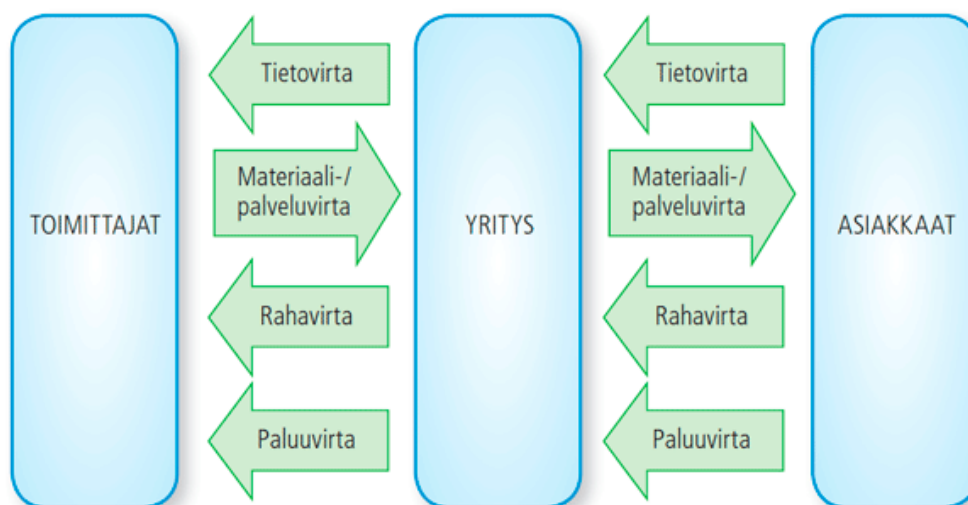 Tietovirta
Tietovirta
Materiaali-/
palveluvirta
Materiaali-/
palveluvirta
TOIMITTAJAT
YRITYS
ASIAKKAAT
Rahavirta
Rahavirta
Paluuvirta
Paluuvirta